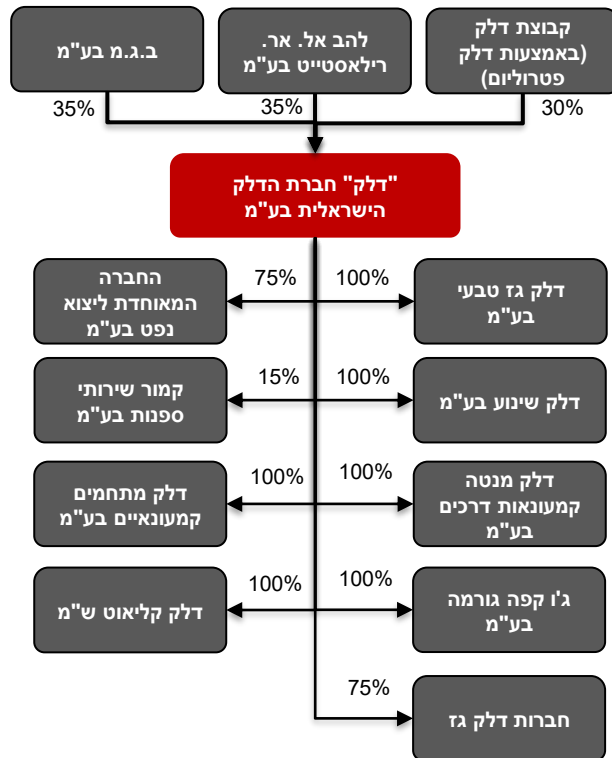 קבוצת דלק
(באמצעות דלק
פטרוליום)
להב אל. אר.
רילאסטייט בע"מ
ב.ג.מ בע"מ
30%
35%
35%
"דלק" חברת הדלק
הישראלית בע"מ
100%
75%
דלק גז טבעי
בע"מ
החברה
המאוחדת ליצוא
נפט בע"מ
100%
15%
דלק שינוע בע"מ
קמור שירותי
ספנות בע"מ
100%
100%
דלק מנטה
קמעונאות דרכים
בע"מ
דלק מתחמים
קמעונאיים בע"מ
100%
100%
ג'ו קפה גורמה
בע"מ
דלק קליאוט ש"מ
75%
חברות דלק גז